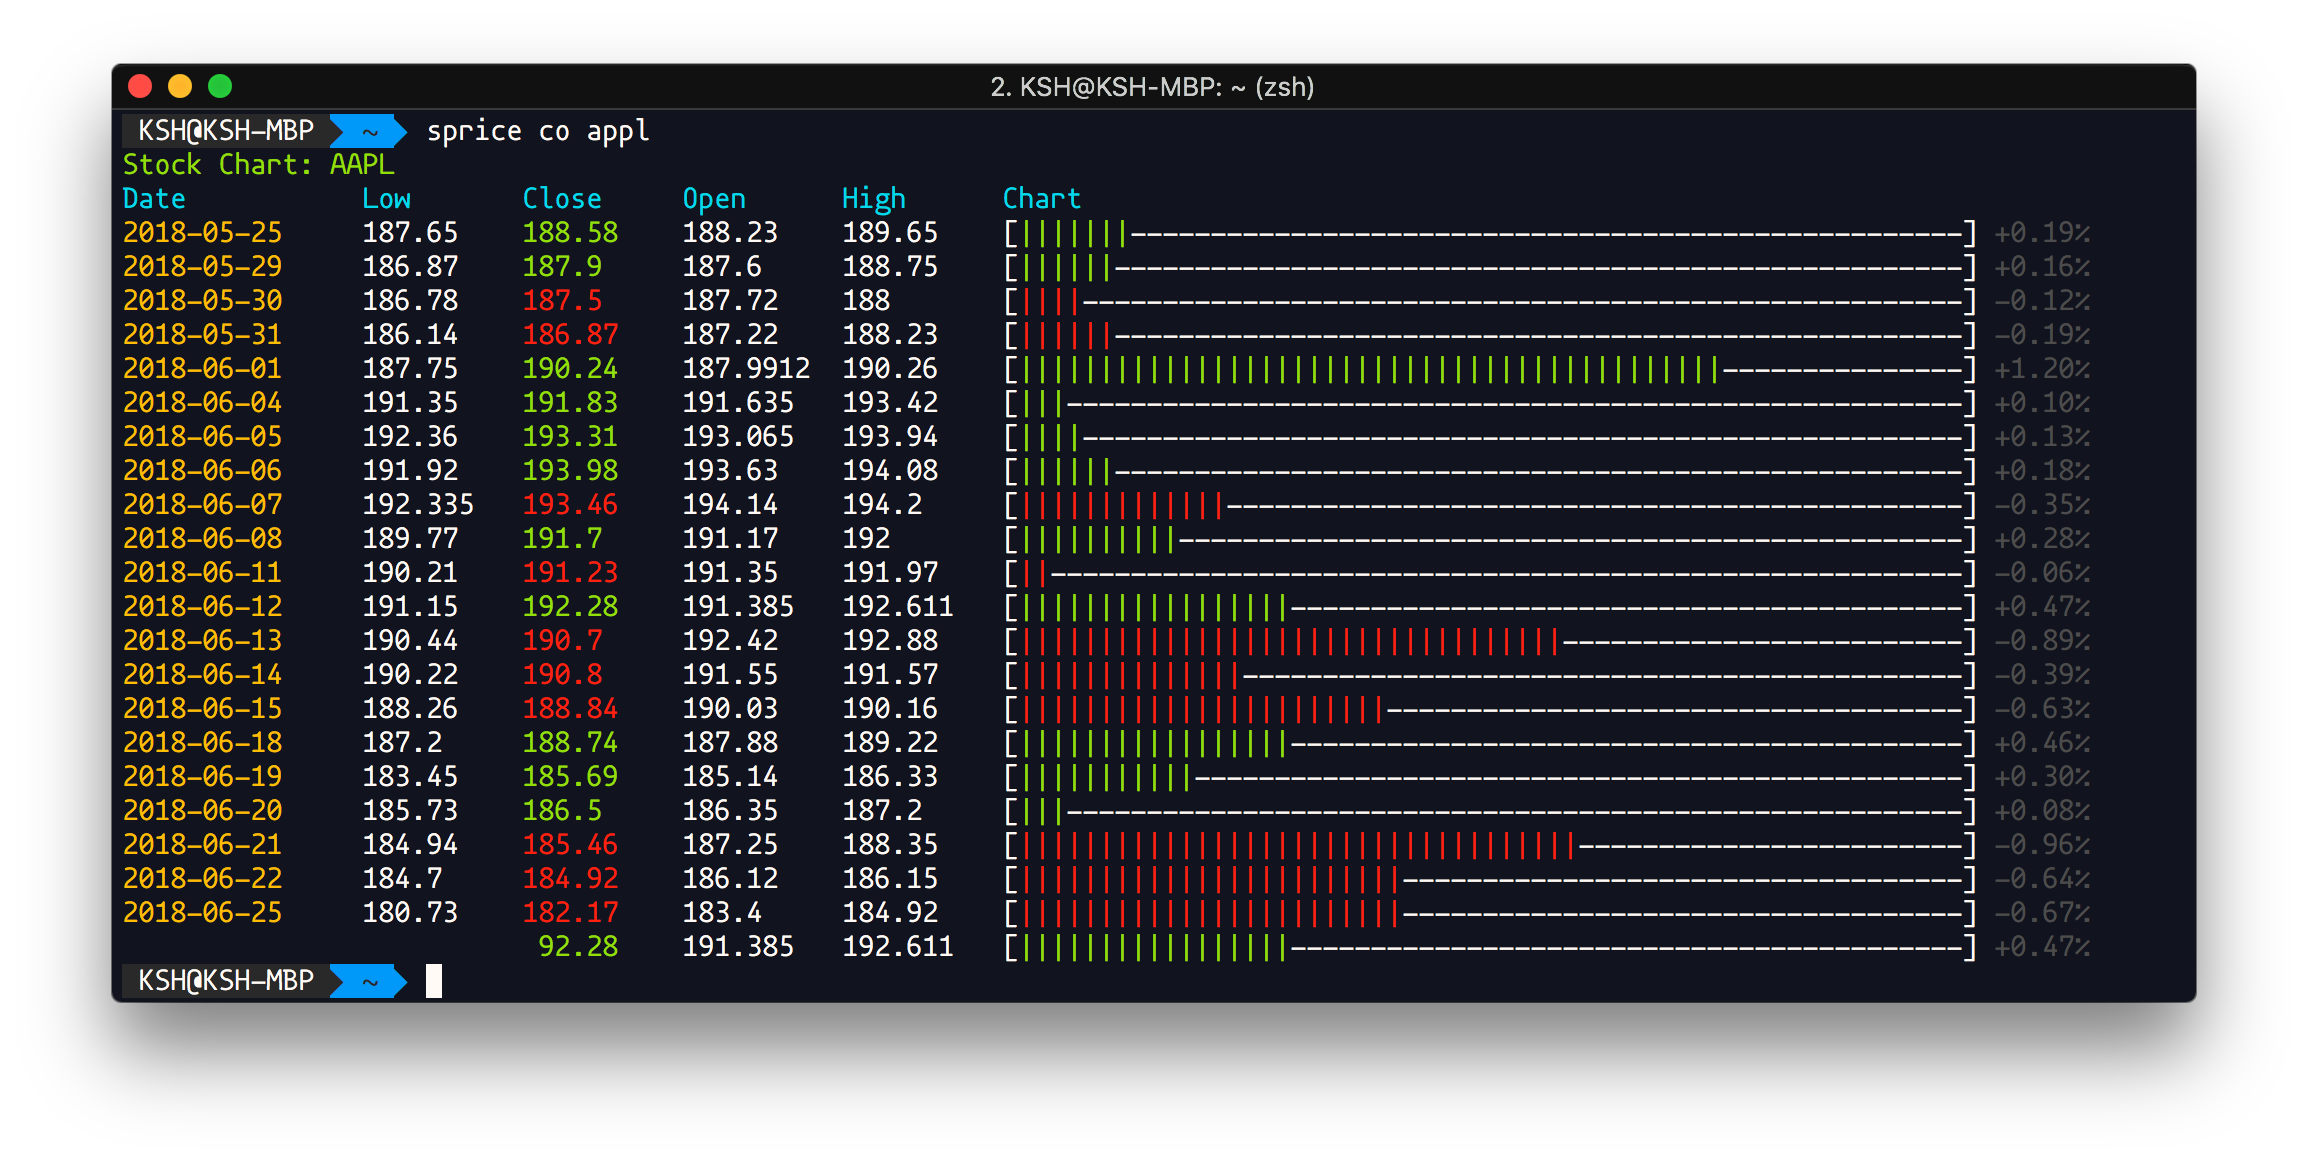 2. KSH@KSH-MBP: ~ (zsh)
KSH@KSH-MBP ~ sprice co appl
Stock Chart: AAPL
Date Low Close Open High Chart
2018-05-25 187.65 188.58 188.23 189.65 [|||||||----------------------------------------------------] +0.19%
2018-05-29 186.87 187.9 187.6 188.75 [||||||-----------------------------------------------------] +0.16%
2018-05-30 186.78 187.5 187.72 188 [||||-------------------------------------------------------] -0.12%
2018-05-31 186.14 186.87 187.22 188.23 [||||||-----------------------------------------------------] -0.19%
2018-06-01 187.75 190.24 187.9912 190.26 [||||||||||||||||||||||||||||||||||||||||||||---------------] +1.20%
2018-06-04 191.35 191.83 191.635 193.42 [|||--------------------------------------------------------] +0.10%
2018-06-05 192.36 193.31 193.065 193.94 [||||-------------------------------------------------------] +0.13%
2018-06-06 191.92 193.98 193.63 194.08 [||||||-----------------------------------------------------] +0.18%
2018-06-07 192.335 193.46 194.14 194.2 [|||||||||||||----------------------------------------------] -0.35%
2018-06-08 189.77 191.7 191.17 192 [||||||||||-------------------------------------------------] +0.28%
2018-06-11 190.21 191.23 191.35 191.97 [||---------------------------------------------------------] -0.06%
2018-06-12 191.15 192.28 191.385 192.611 [|||||||||||||||||------------------------------------------] +0.47%
2018-06-13 190.44 190.7 192.42 192.88 [||||||||||||||||||||||||||||||||||-------------------------] -0.89%
2018-06-14 190.22 190.8 191.55 191.57 [||||||||||||||---------------------------------------------] -0.39%
2018-06-15 188.26 188.84 190.03 190.16 [|||||||||||||||||||||||------------------------------------] -0.63%
2018-06-18 187.2 188.74 187.88 189.22 [|||||||||||||||||------------------------------------------] +0.46%
2018-06-19 183.45 185.69 185.14 186.33 [|||||||||||------------------------------------------------] +0.30%
2018-06-20 185.73 186.5 186.35 187.2 [|||--------------------------------------------------------] +0.08%
2018-06-21 184.94 185.46 187.25 188.35 [|||||||||||||||||||||||||||||||||||------------------------] -0.96%
2018-06-22 184.7 184.92 186.12 186.15 [||||||||||||||||||||||||-----------------------------------] -0.64%
2018-06-25 180.73 182.17 183.4 184.92 [||||||||||||||||||||||||-----------------------------------] -0.67%
92.28 191.385 192.611 [|||||||||||||||||------------------------------------------] +0.47%
KSH@KSH-MBP ~